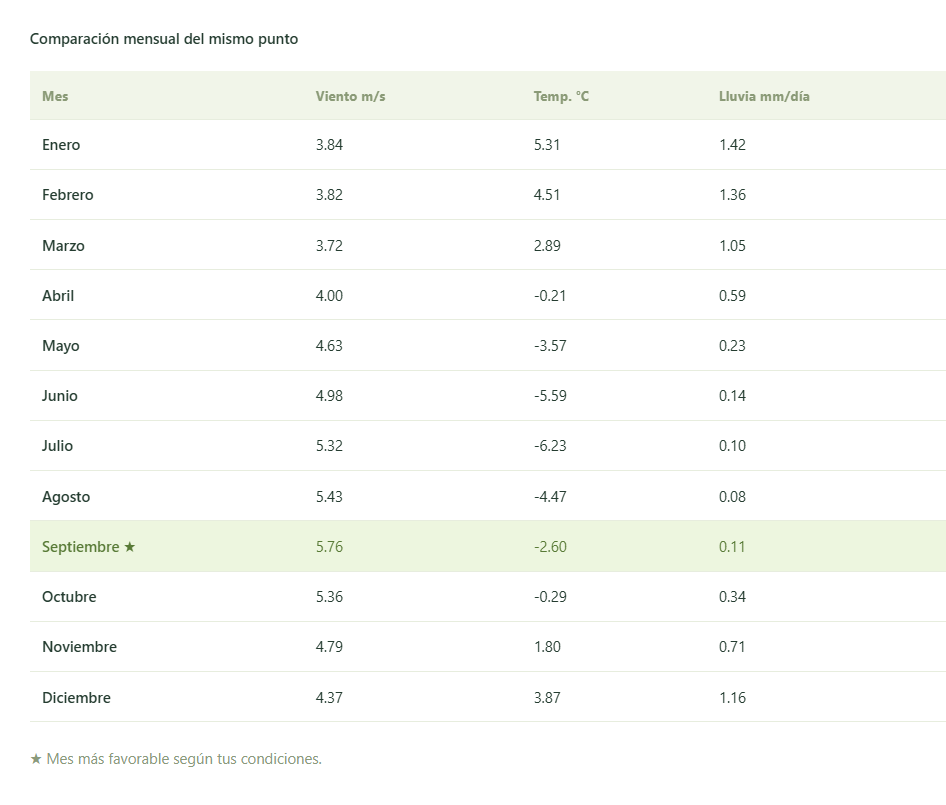 Comparación mensual del mismo punto
Mes Viento m/s Temp. °C Lluvia mm/día
Enero 3.84 5.31 1.42
Febrero 3.82 4.51 1.36
Marzo 3.72 2.89 1.05
Abril 4.00 -0.21 0.59
Mayo 4.63 -3.57 0.23
Junio 4.98 -5.59 0.14
Julio 5.32 -6.23 0.10
Agosto 5.43 -4.47 0.08
Septiembre ★ 5.76 -2.60 0.11
Octubre 5.36 -0.29 0.34
Noviembre 4.79 1.80 0.71
Diciembre 4.37 3.87 1.16
★ Mes más favorable según tus condiciones.